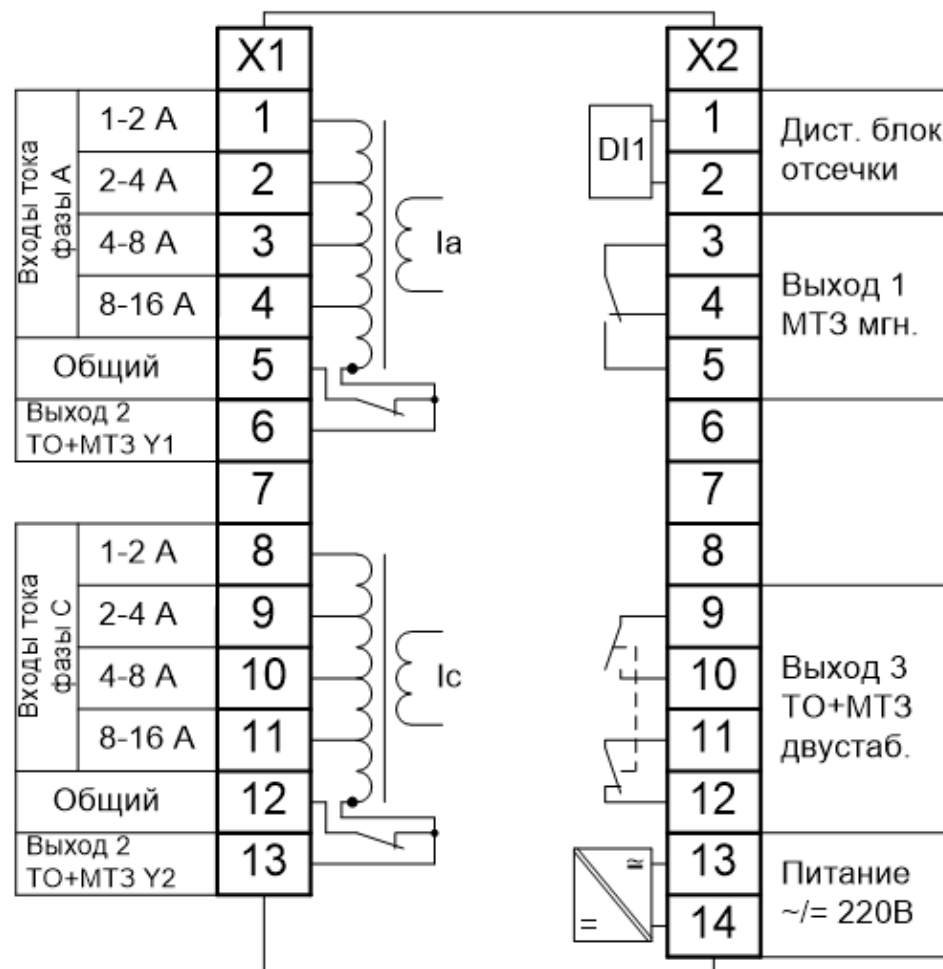 X1
Входы тока
фазы А
1-2 А
1
2-4 А
2
4-8 А
3
8-16 А
4
Общий
5
Выход 2
ТО+МТЗ Y1
6
7
Входы тока
фазы С
1-2 А
8
2-4 А
9
4-8 А
10
8-16 А
11
Общий
12
Выход 2
ТО+МТЗ Y2
13
Ia
Ic
X2
DI1
1
2
Дист. блок
отсечки
3
4
5
Выход 1
МТЗ мгн.
6
7
8
9
10
11
12
Выход 3
ТО+МТЗ
двустаб.
≅
=
13
14
Питание
~/= 220В